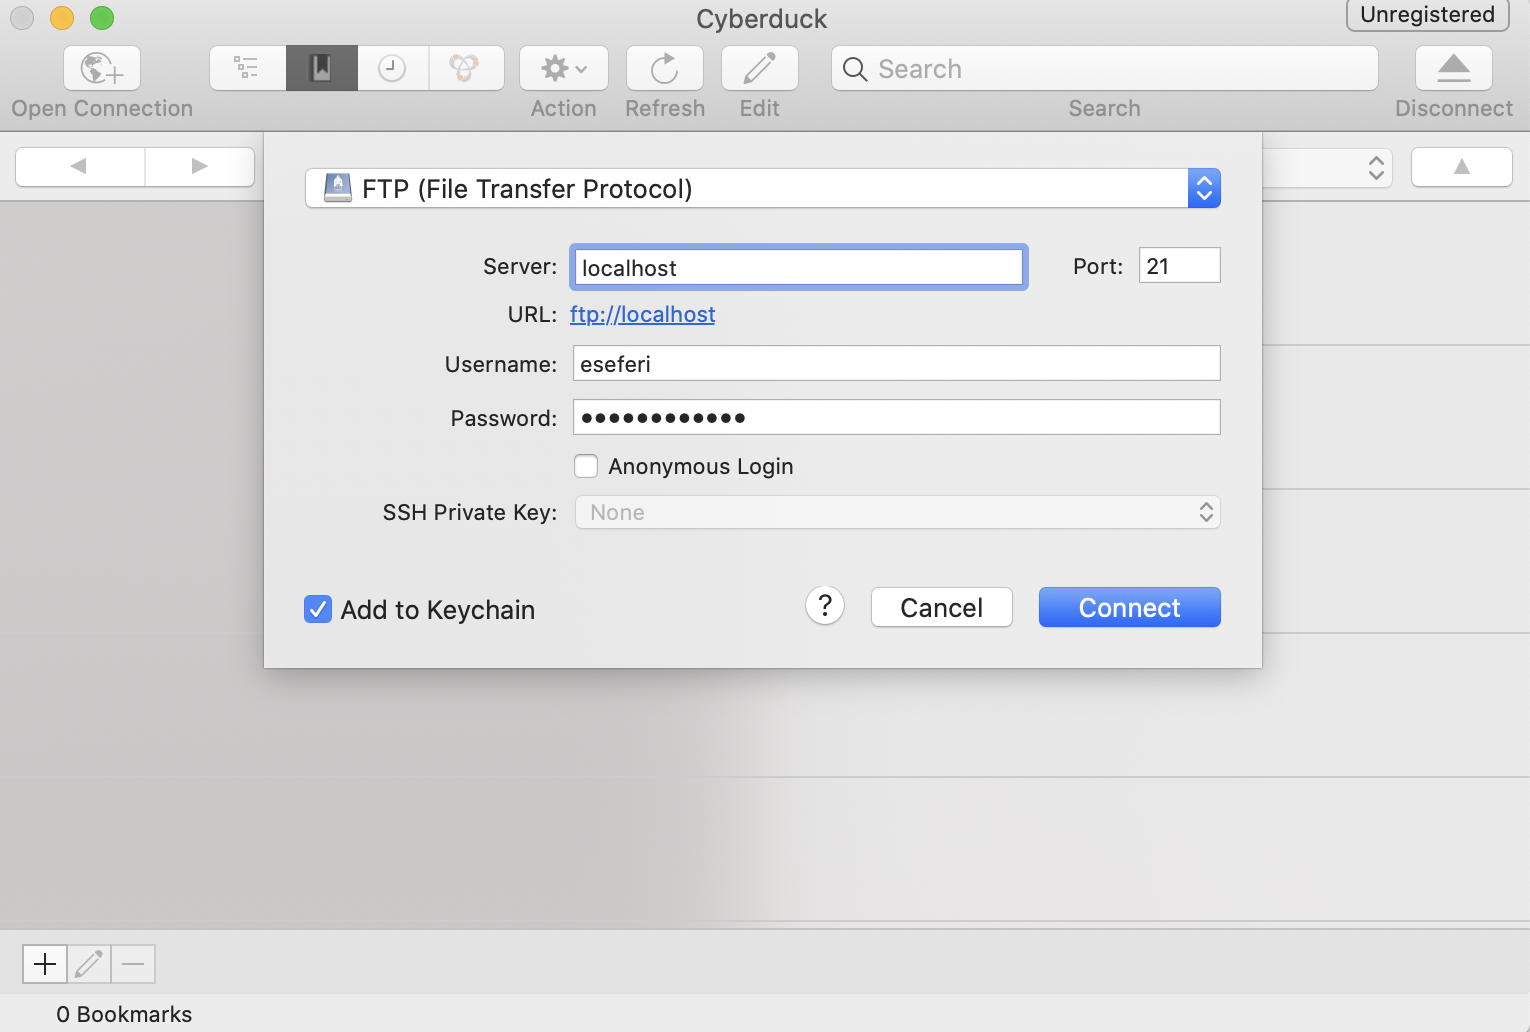 Cyberduck
Unregistered
Open Connection
Action
Refresh
Edit
Search
Search
Disconnect
FTP (File Transfer Protocol)
Server: localhost Port: 21
URL: ftp://localhost
Username: eseferi
Password: ●●●●●●●●●●●●
Anonymous Login
SSH Private Key: None
Add to Keychain
?
Cancel
Connect
0 Bookmarks